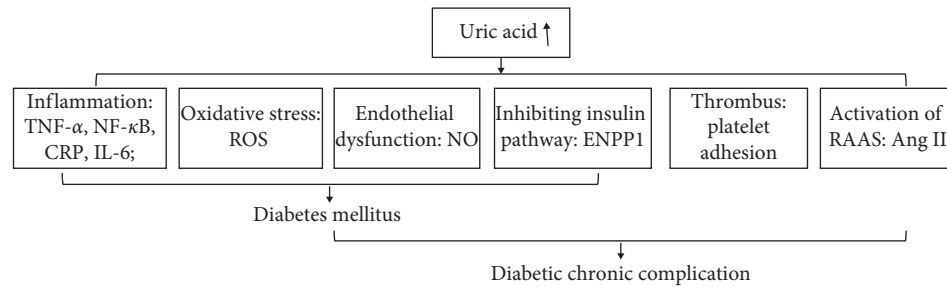 Uric acid ↑
Inflammation:
TNF-α, NF-κB,
CRP, IL-6;
Oxidative stress:
ROS
Endothelial
dysfunction: NO
Inhibiting insulin
pathway: ENPP1
Thrombus:
platelet
adhesion
Activation of
RAAS: Ang II
Diabetes mellitus
Diabetic chronic complication